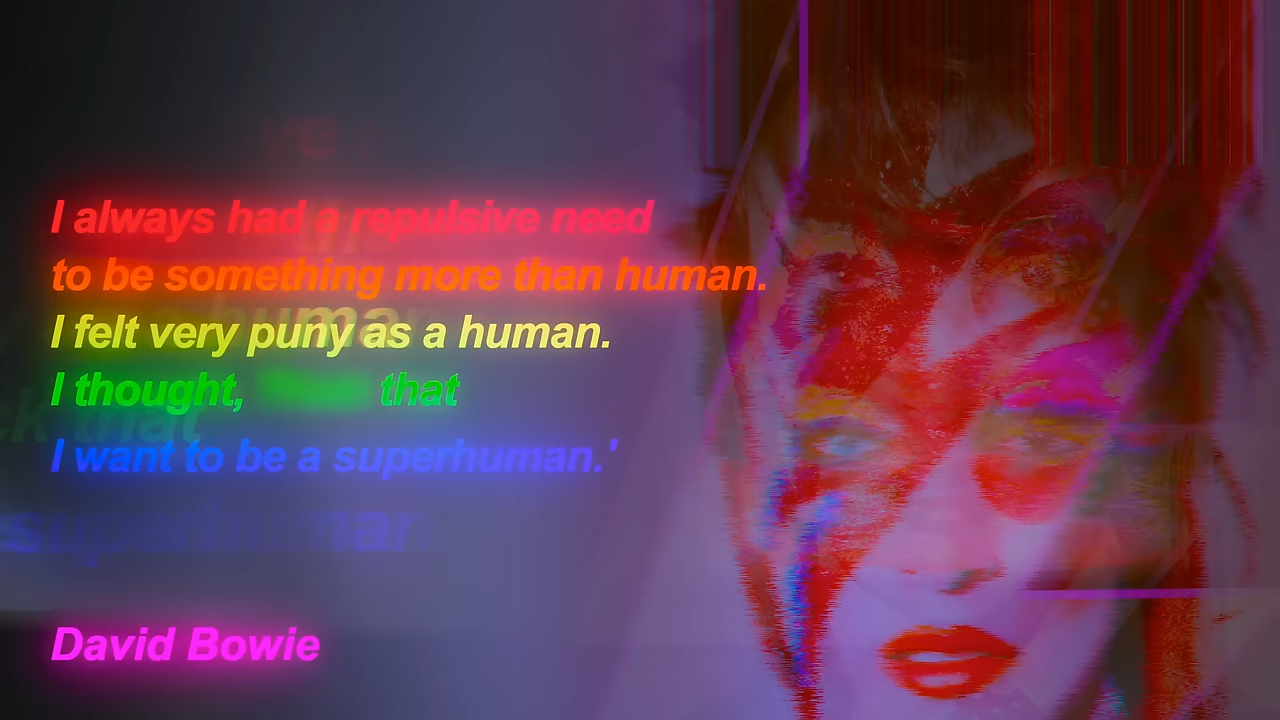 I always had a repulsive need
to be something more than human.
I felt very puny as a human.
I thought, that
I want to be a superhuman.'
David Bowie